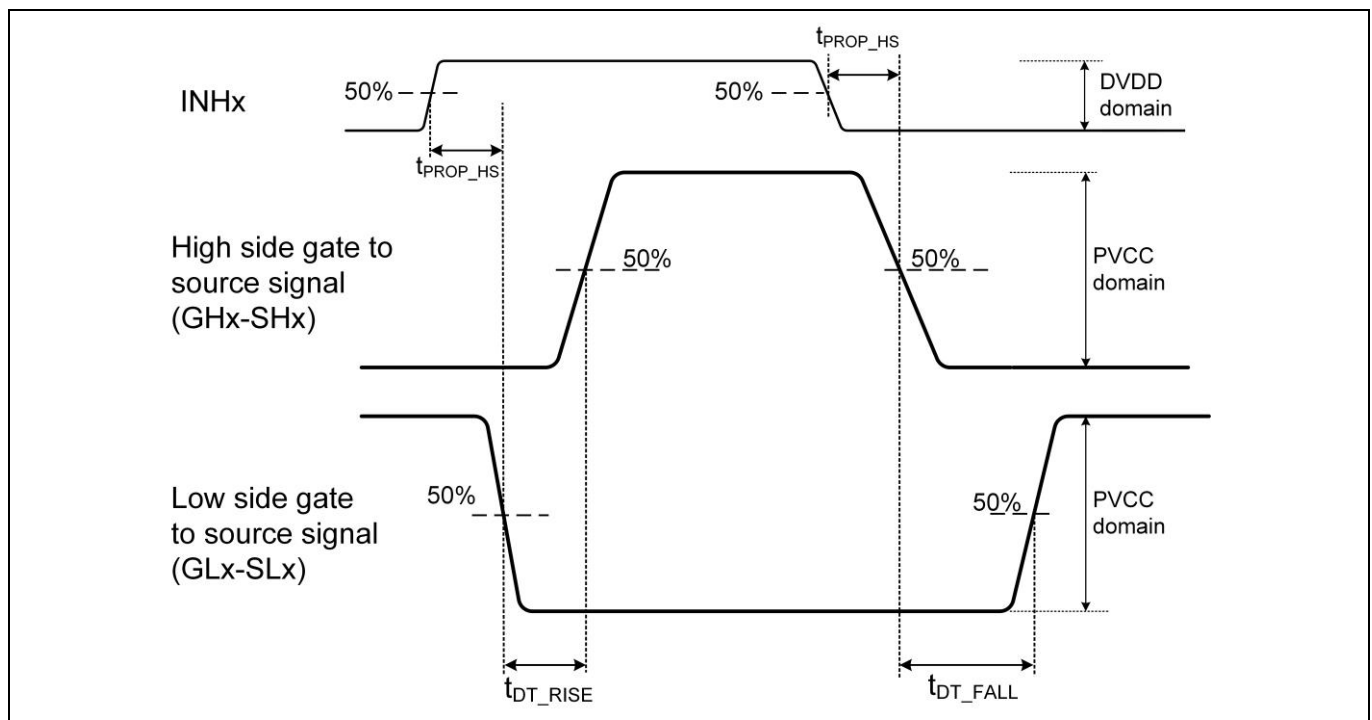 tPROP_HS
50%
50%
INHx
DVDD
domain
tPROP_HS
High side gate to
source signal
(GHx-SHx)
50%
50%
PVCC
domain
Low side gate
to source signal
(GLx-SLx)
50%
50%
PVCC
domain
tDT_RISE
tDT_FALL